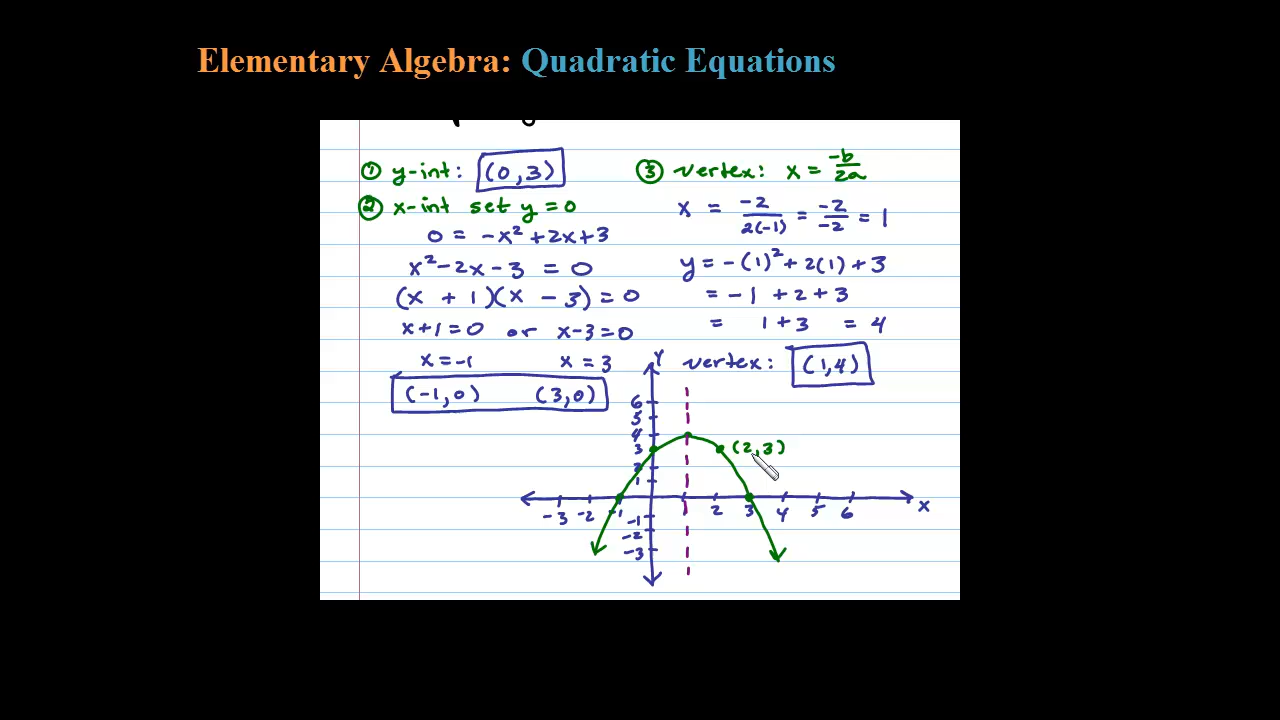 Elementary Algebra: Quadratic Equations
① y-int: (0,3)
② x-int set y = 0
0 = -x² + 2x + 3
x² - 2x - 3 = 0
(x + 1)(x - 3) = 0
x+1=0 or x-3=0
x = -1 x = 3
(-1,0) (3,0)
③ vertex: x = -b/2a
x = -2/2(-1) = -2/-2 = 1
y = -(1)² + 2(1) + 3
= -1 + 2 + 3
= 1 + 3 = 4
vertex: (1,4)
Y
6
5
4
3
2
1
(2,3)
-3 -2 -1 1 2 3 4 5 6 X
-1
-2
-3